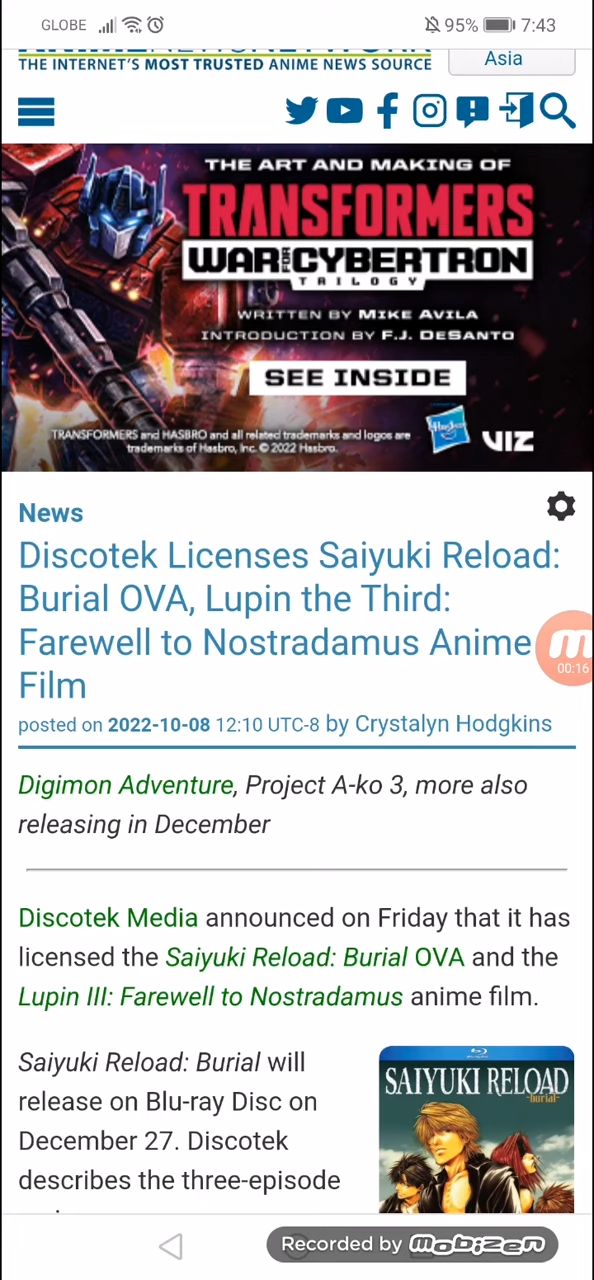 GLOBE 95% 7:43
ANIME NEWS NETWORK
THE INTERNET'S MOST TRUSTED ANIME NEWS SOURCE
Asia
THE ART AND MAKING OF
TRANSFORMERS
WAR FOR CYBERTRON
TRILOGY
WRITTEN BY MIKE AVILA
INTRODUCTION BY F.J. DESANTO
SEE INSIDE
TRANSFORMERS and HASBRO and all related trademarks and logos are
trademarks of Hasbro, Inc. © 2022 Hasbro.
Hasbro
VIZ
News
Discotek Licenses Saiyuki Reload:
Burial OVA, Lupin the Third:
Farewell to Nostradamus Anime
Film
00:16
posted on 2022-10-08 12:10 UTC-8 by Crystalyn Hodgkins
Digimon Adventure, Project A-ko 3, more also
releasing in December
Discotek Media announced on Friday that it has
licensed the Saiyuki Reload: Burial OVA and the
Lupin III: Farewell to Nostradamus anime film.
Saiyuki Reload: Burial will
release on Blu-ray Disc on
December 27. Discotek
describes the three-episode
SAIYUKI RELOAD
-burial-
Recorded by mobizen